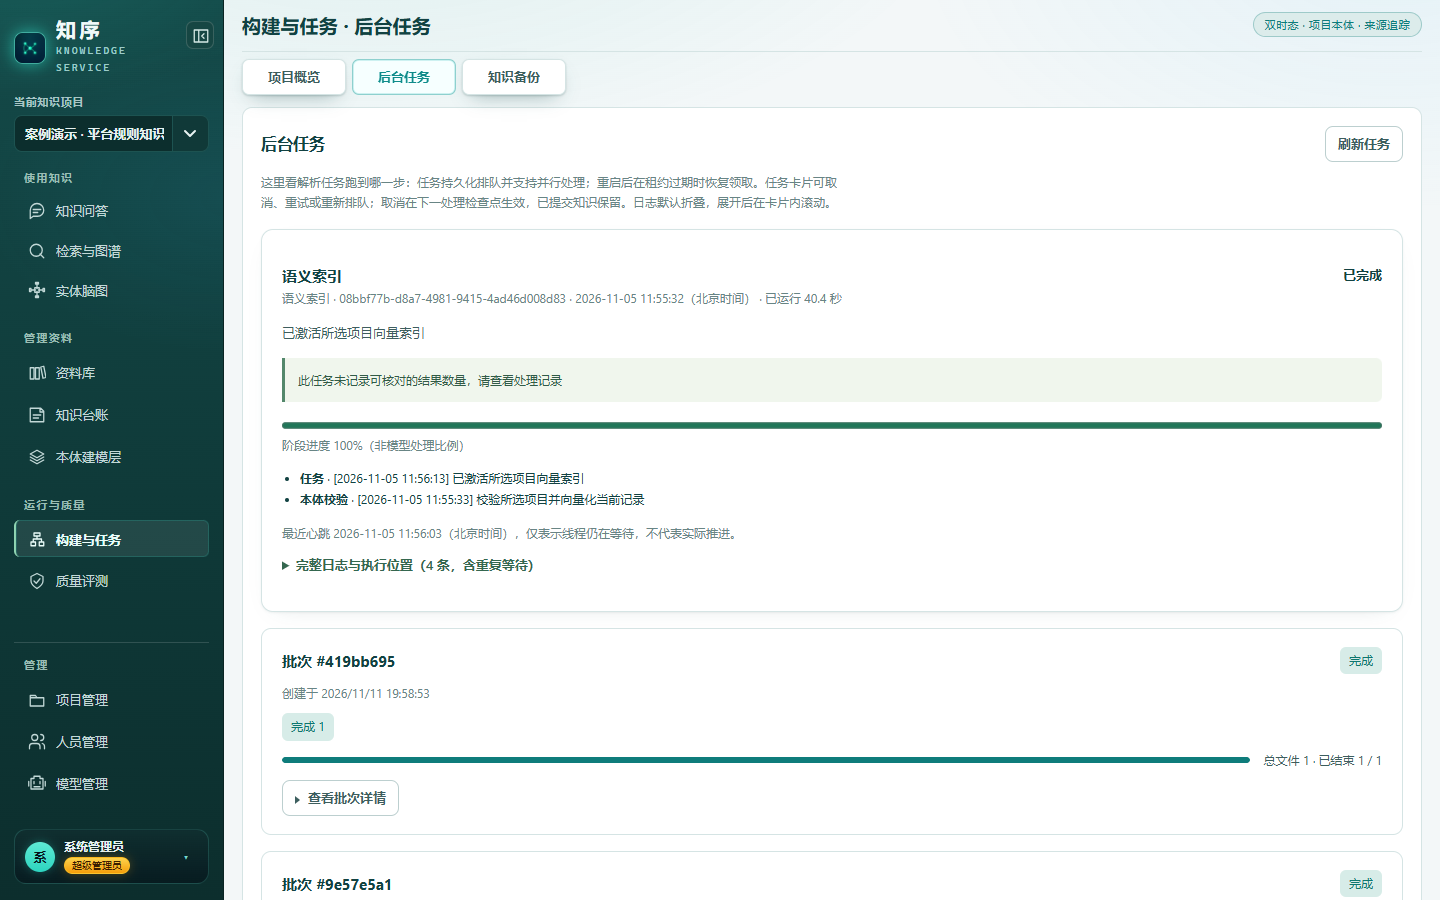 知序
KNOWLEDGE
SERVICE
当前知识项目
案例演示 · 平台规则知识
使用知识
知识问答
检索与图谱
实体脑图
管理资料
资料库
知识台账
本体建模层
运行与质量
构建与任务
质量评测
管理
项目管理
人员管理
模型管理
系
系统管理员
超级管理员
构建与任务 · 后台任务
双时态 · 项目本体 · 来源追踪
项目概览
后台任务
知识备份
后台任务
刷新任务
这里看解析任务跑到哪一步：任务持久化排队并支持并行处理；重启后在租约过期时恢复领取。任务卡片可取
消、重试或重新排队；取消在下一处理检查点生效，已提交知识保留。日志默认折叠，展开后在卡片内滚动。
语义索引
已完成
语义索引 · 08bbf77b-d8a7-4981-9415-4ad46d008d83 · 2026-11-05 11:55:32（北京时间） · 已运行 40.4 秒
已激活所选项目向量索引
此任务未记录可核对的结果数量，请查看处理记录
阶段进度 100%（非模型处理比例）
任务 · [2026-11-05 11:56:13] 已激活所选项目向量索引
本体校验 · [2026-11-05 11:55:33] 校验所选项目并向量化当前记录
最近心跳 2026-11-05 11:56:03（北京时间），仅表示线程仍在等待，不代表实际推进。
完整日志与执行位置（4 条，含重复等待）
批次 #419bb695
完成
创建于 2026/11/11 19:58:53
完成 1
总文件 1 · 已结束 1 / 1
查看批次详情
批次 #9e57e5a1
完成